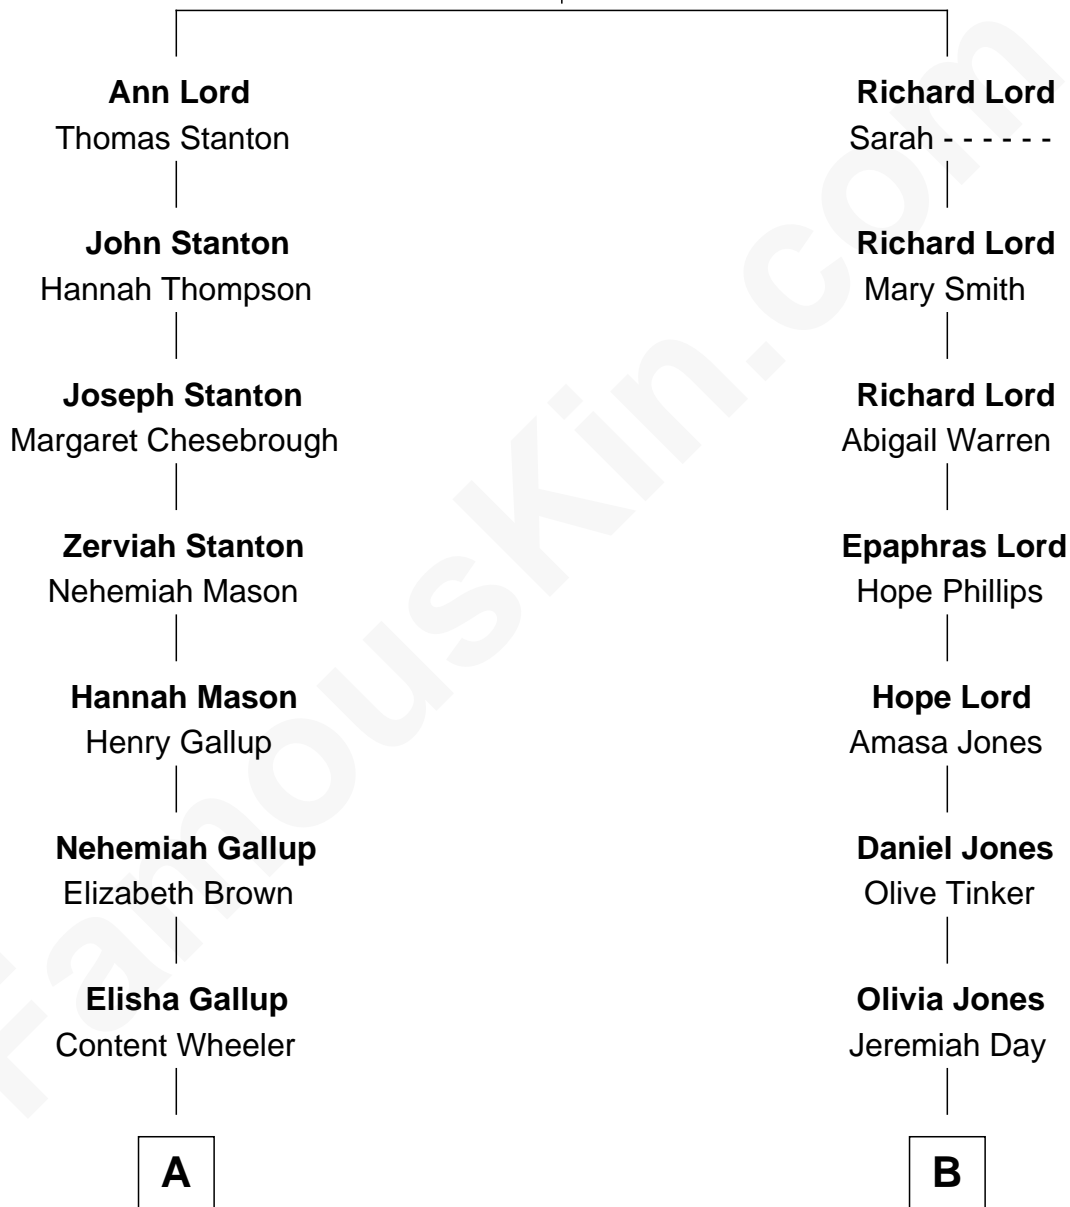 Ann Lord
Thomas Stanton
John Stanton
Hannah Thompson
Joseph Stanton
Margaret Chesebrough
Zerviah Stanton
Nehemiah Mason
Hannah Mason
Henry Gallup
Nehemiah Gallup
Elizabeth Brown
Elisha Gallup
Content Wheeler
A
Richard Lord
Sarah - - - - - -
Richard Lord
Mary Smith
Richard Lord
Abigail Warren
Epaphras Lord
Hope Phillips
Hope Lord
Amasa Jones
Daniel Jones
Olive Tinker
Olivia Jones
Jeremiah Day
B
FamousKin.com